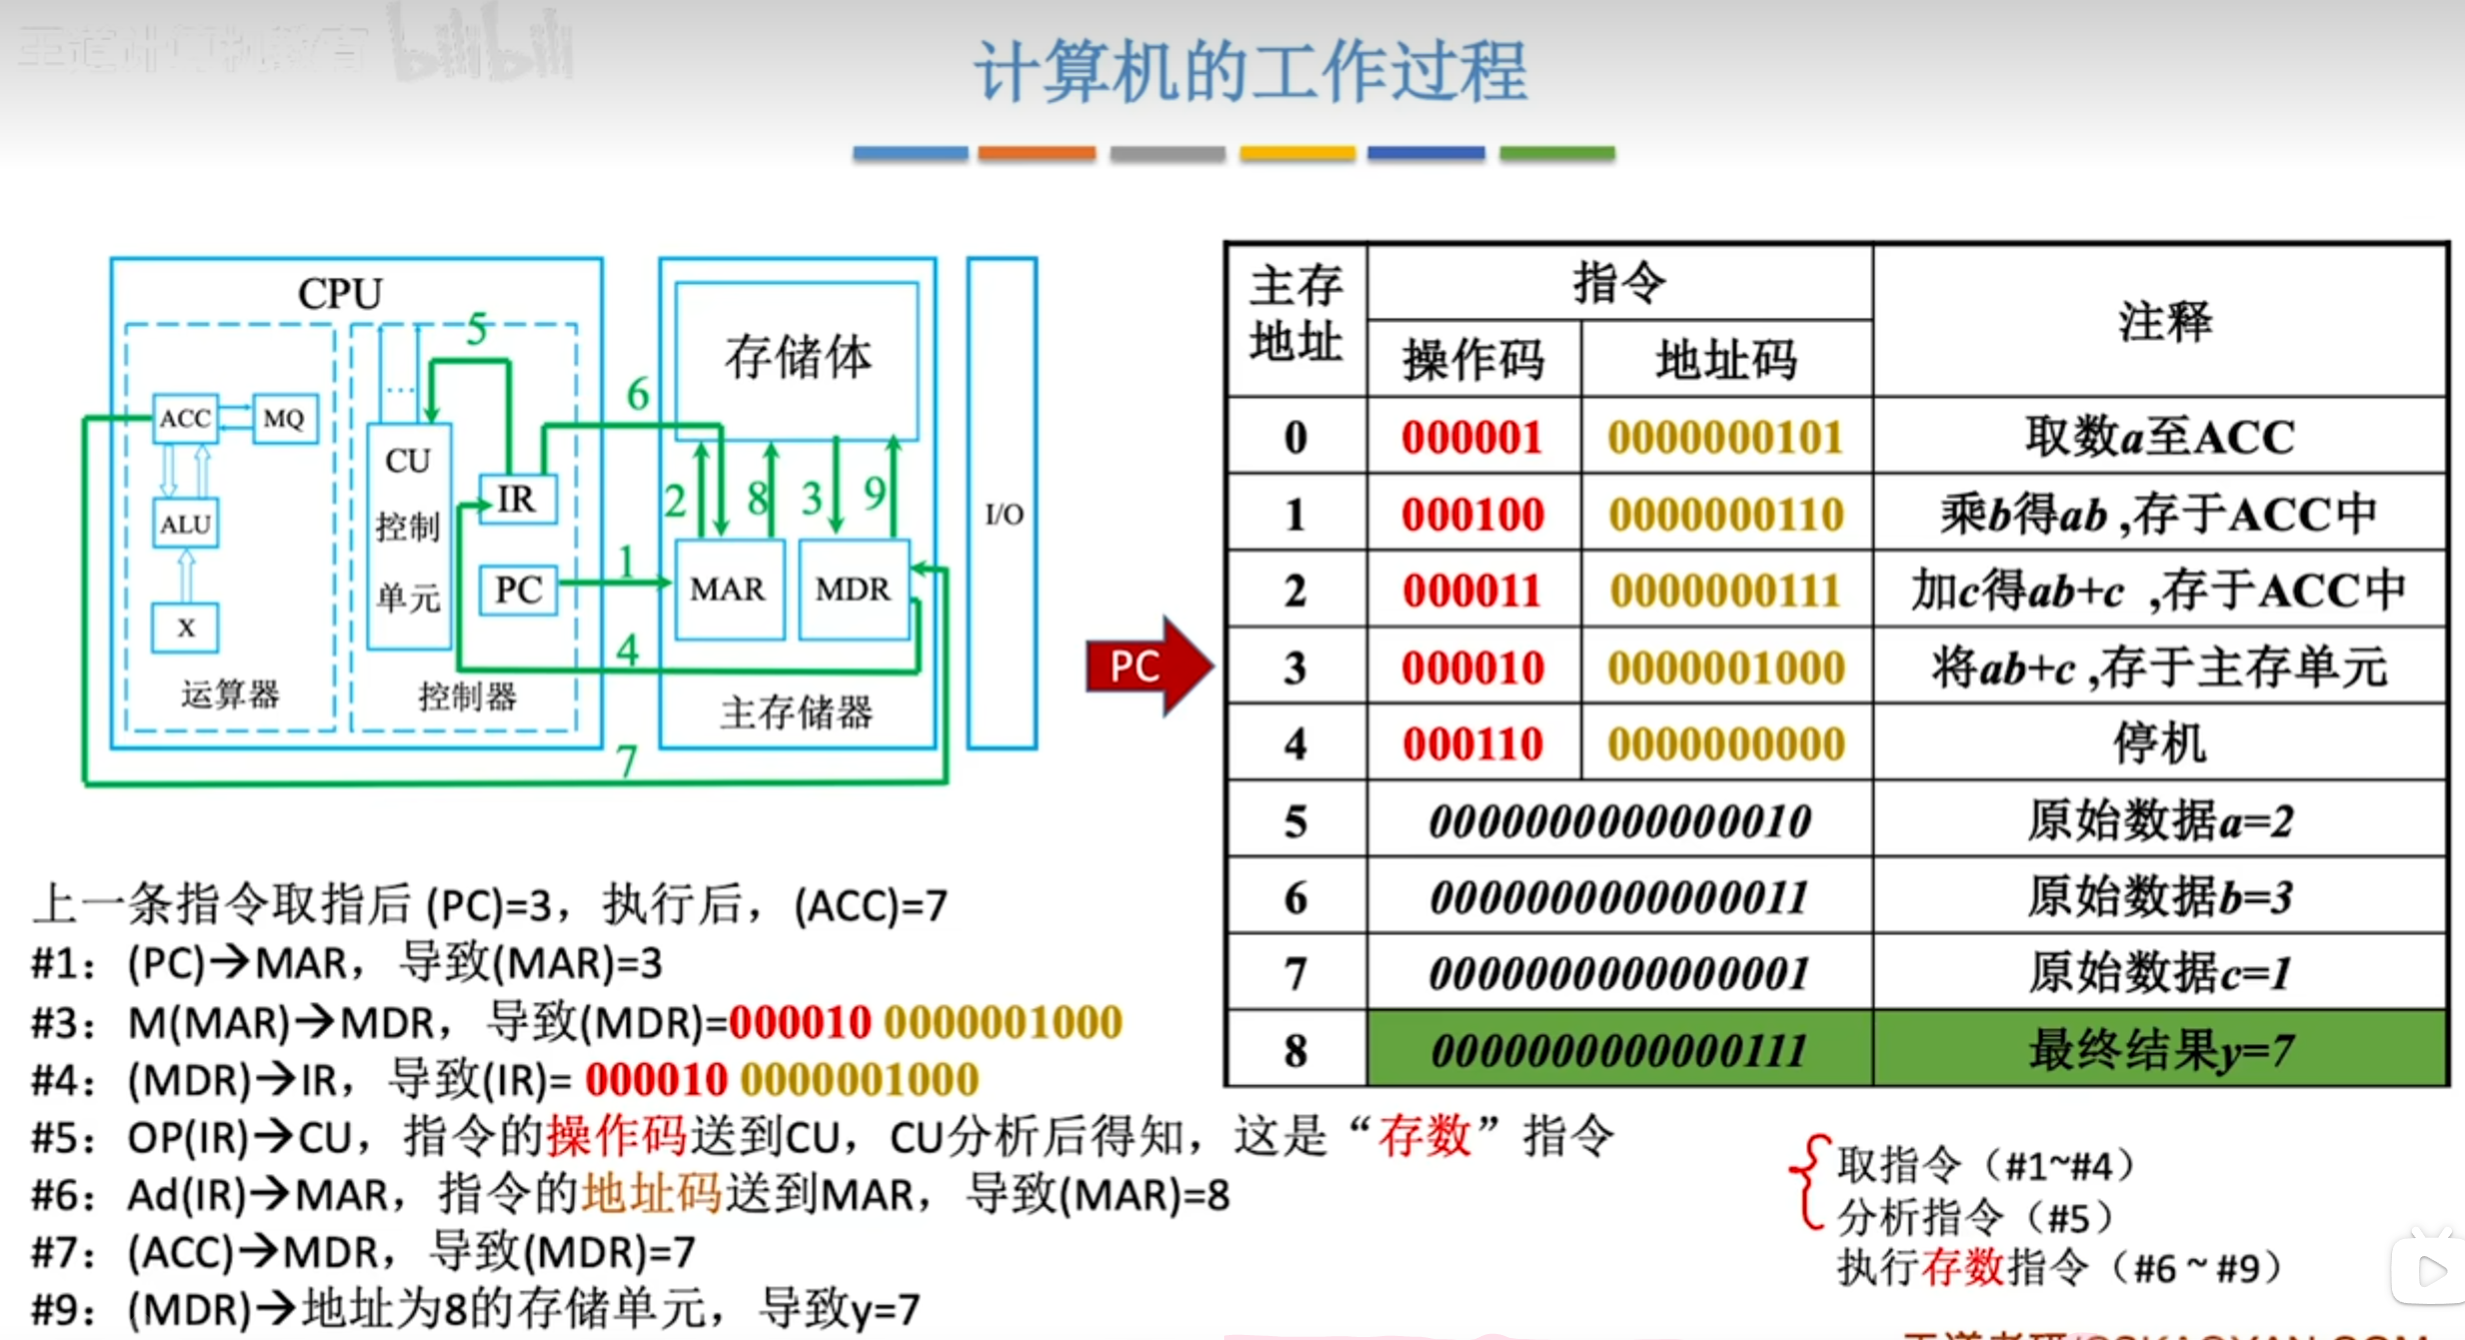 王道计算机教育 bilibili
计算机的工作过程
CPU
5
ACC
MQ
ALU
X
运算器
...
CU
控制
单元
IR
PC
控制器
6
1
4
7
存储体
2
8
3
9
MAR
MDR
主存储器
I/O
PC
主存地址 指令 注释
操作码 地址码
0 000001 0000000101 取数a至ACC
1 000100 0000000110 乘b得ab ,存于ACC中
2 000011 0000000111 加c得ab+c ,存于ACC中
3 000010 0000001000 将ab+c ,存于主存单元
4 000110 0000000000 停机
5 0000000000000010 原始数据a=2
6 0000000000000011 原始数据b=3
7 0000000000000001 原始数据c=1
8 0000000000000111 最终结果y=7
上一条指令取指后 (PC)=3，执行后，(ACC)=7
#1：(PC)→MAR，导致(MAR)=3
#3：M(MAR)→MDR，导致(MDR)=000010 0000001000
#4：(MDR)→IR，导致(IR)= 000010 0000001000
#5：OP(IR)→CU，指令的操作码送到CU，CU分析后得知，这是“存数”指令
#6：Ad(IR)→MAR，指令的地址码送到MAR，导致(MAR)=8
#7：(ACC)→MDR，导致(MDR)=7
#9：(MDR)→地址为8的存储单元，导致y=7
取指令（#1~#4）
分析指令（#5）
执行存数指令（#6～#9）